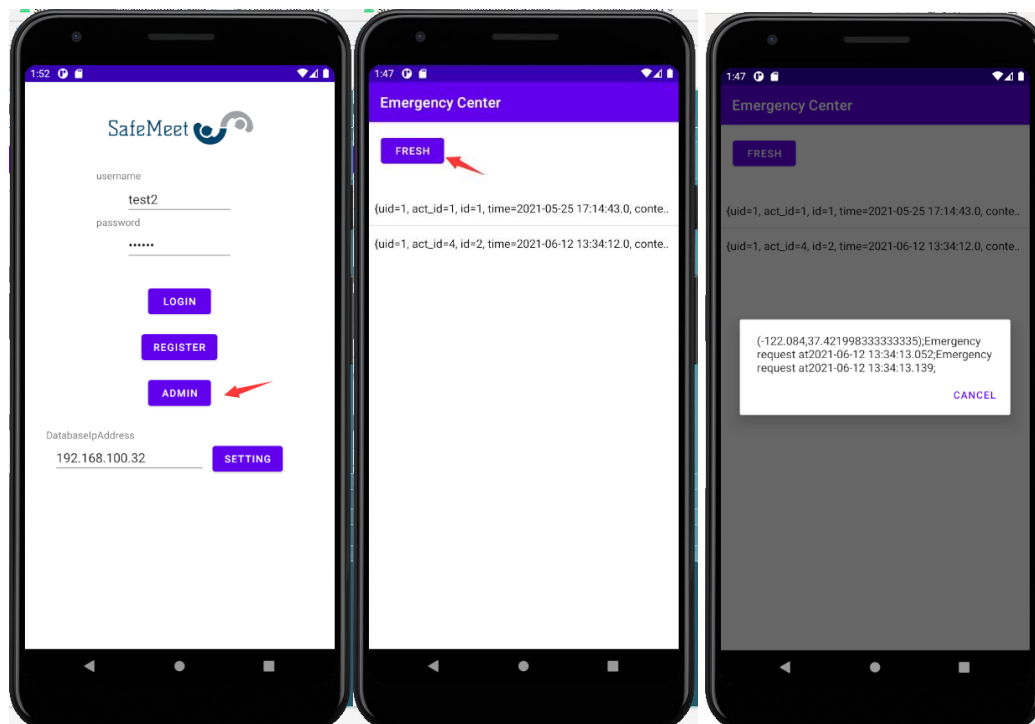 1:52
SafeMeet
username
test2
password
......
LOGIN
REGISTER
ADMIN
DatabaseIpAddress
192.168.100.32
SETTING
1:47
Emergency Center
FRESH
{uid=1, act_id=1, id=1, time=2021-05-25 17:14:43.0, conte..
{uid=1, act_id=4, id=2, time=2021-06-12 13:34:12.0, conte..
1:47
Emergency Center
FRESH
{uid=1, act_id=1, id=1, time=2021-05-25 17:14:43.0, conte..
{uid=1, act_id=4, id=2, time=2021-06-12 13:34:12.0, conte..
(-122.084,37.421998333333335);Emergency
request at2021-06-12 13:34:13.052;Emergency
request at2021-06-12 13:34:13.139;
CANCEL